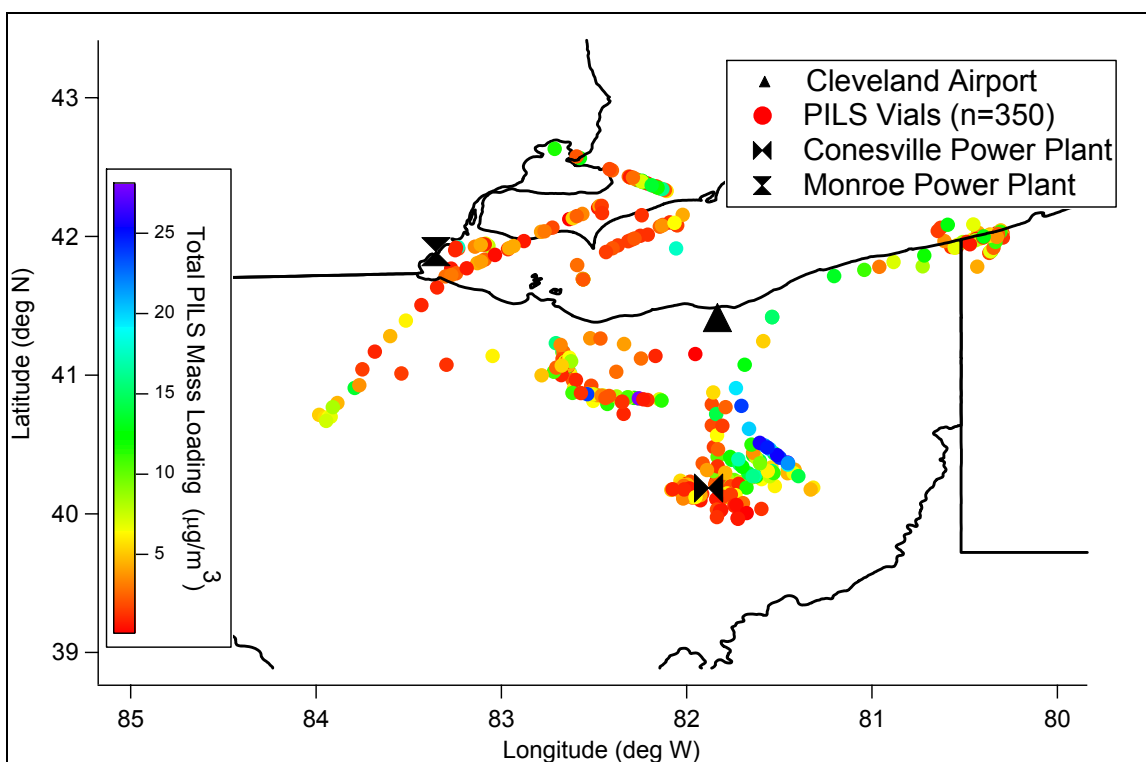 43
42
41
40
39
Latitude (deg N)
85
84
83
82
81
80
Longitude (deg W)
Cleveland Airport
PILS Vials (n=350)
Conesville Power Plant
Monroe Power Plant
25
20
15
10
5
Total PILS Mass Loading (µg/m3)